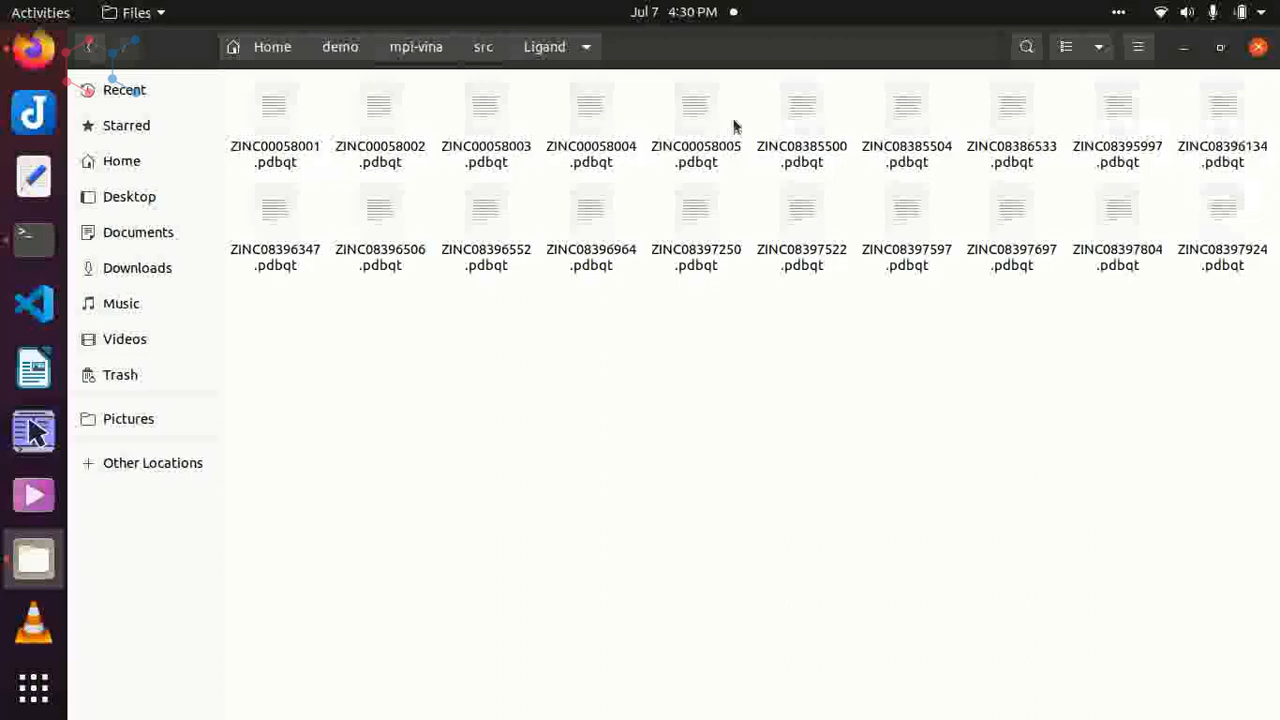 Activities
Files
Jul 7 4:30 PM
Home
demo
mpi-vina
src
Ligand
Recent
Starred
Home
Desktop
Documents
Downloads
Music
Videos
Trash
Pictures
Other Locations
ZINC00058001
.pdbqt
ZINC00058002
.pdbqt
ZINC00058003
.pdbqt
ZINC00058004
.pdbqt
ZINC00058005
.pdbqt
ZINC08385500
.pdbqt
ZINC08385504
.pdbqt
ZINC08386533
.pdbqt
ZINC08395997
.pdbqt
ZINC08396134
.pdbqt
ZINC08396347
.pdbqt
ZINC08396506
.pdbqt
ZINC08396552
.pdbqt
ZINC08396964
.pdbqt
ZINC08397250
.pdbqt
ZINC08397522
.pdbqt
ZINC08397597
.pdbqt
ZINC08397697
.pdbqt
ZINC08397804
.pdbqt
ZINC08397924
.pdbqt